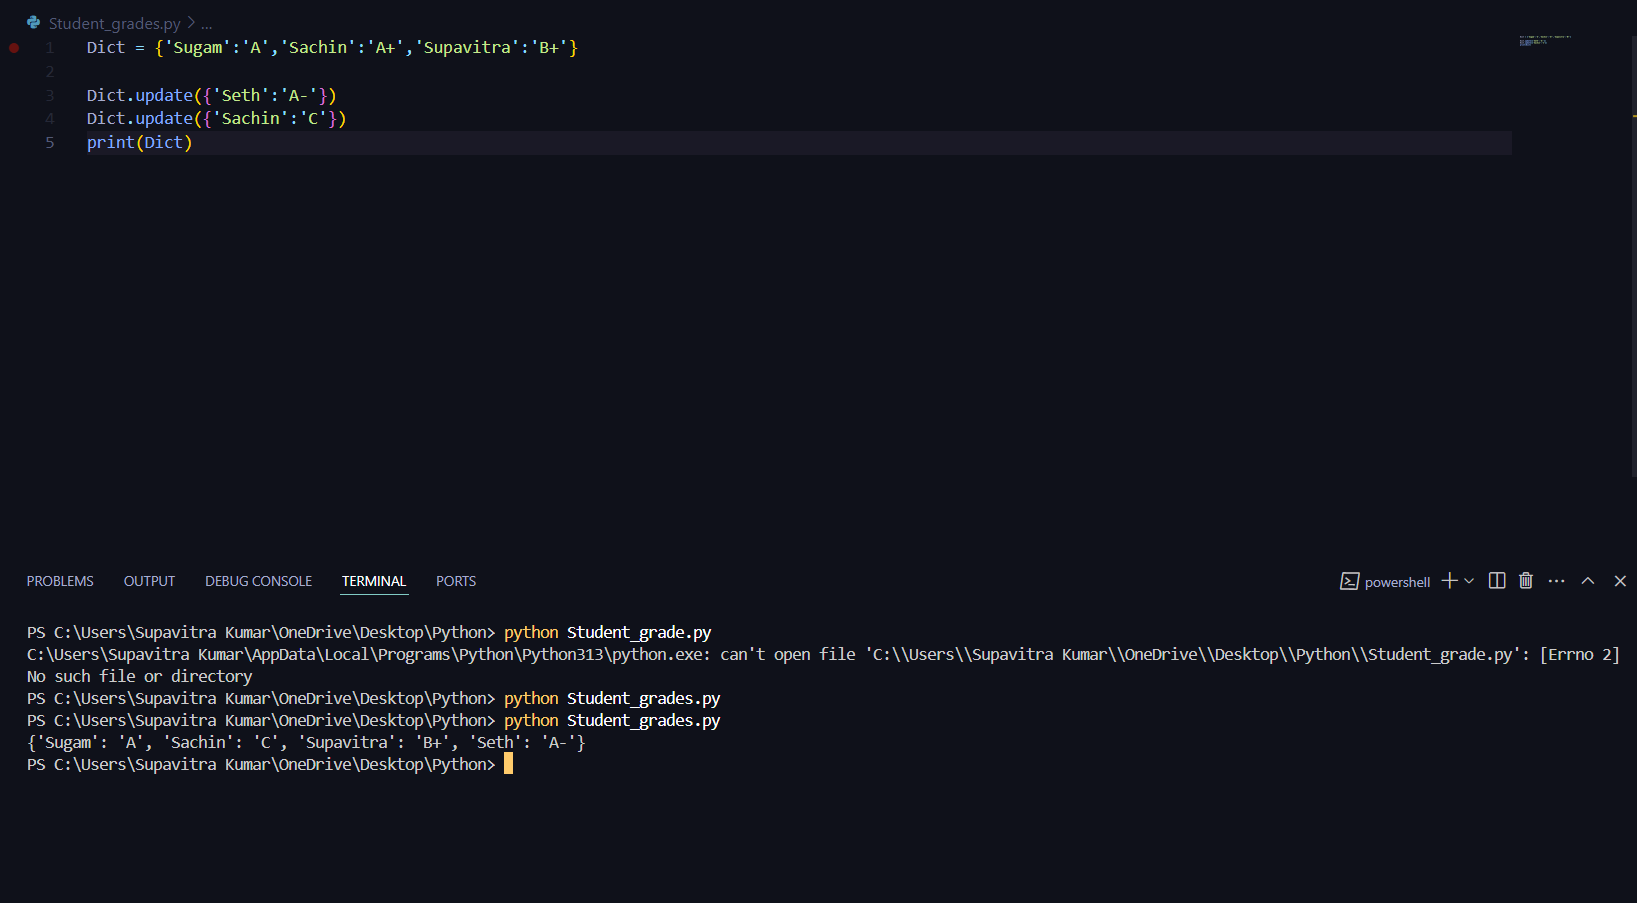 Student_grades.py > ...
1 Dict = {'Sugam':'A','Sachin':'A+','Supavitra':'B+'}
2
3 Dict.update({'Seth':'A-'})
4 Dict.update({'Sachin':'C'})
5 print(Dict)
PROBLEMS OUTPUT DEBUG CONSOLE TERMINAL PORTS powershell
PS C:\Users\Supavitra Kumar\OneDrive\Desktop\Python> python Student_grade.py
C:\Users\Supavitra Kumar\AppData\Local\Programs\Python\Python313\python.exe: can't open file 'C:\\Users\\Supavitra Kumar\\OneDrive\\Desktop\\Python\\Student_grade.py': [Errno 2]
No such file or directory
PS C:\Users\Supavitra Kumar\OneDrive\Desktop\Python> python Student_grades.py
PS C:\Users\Supavitra Kumar\OneDrive\Desktop\Python> python Student_grades.py
{'Sugam': 'A', 'Sachin': 'C', 'Supavitra': 'B+', 'Seth': 'A-'}
PS C:\Users\Supavitra Kumar\OneDrive\Desktop\Python>